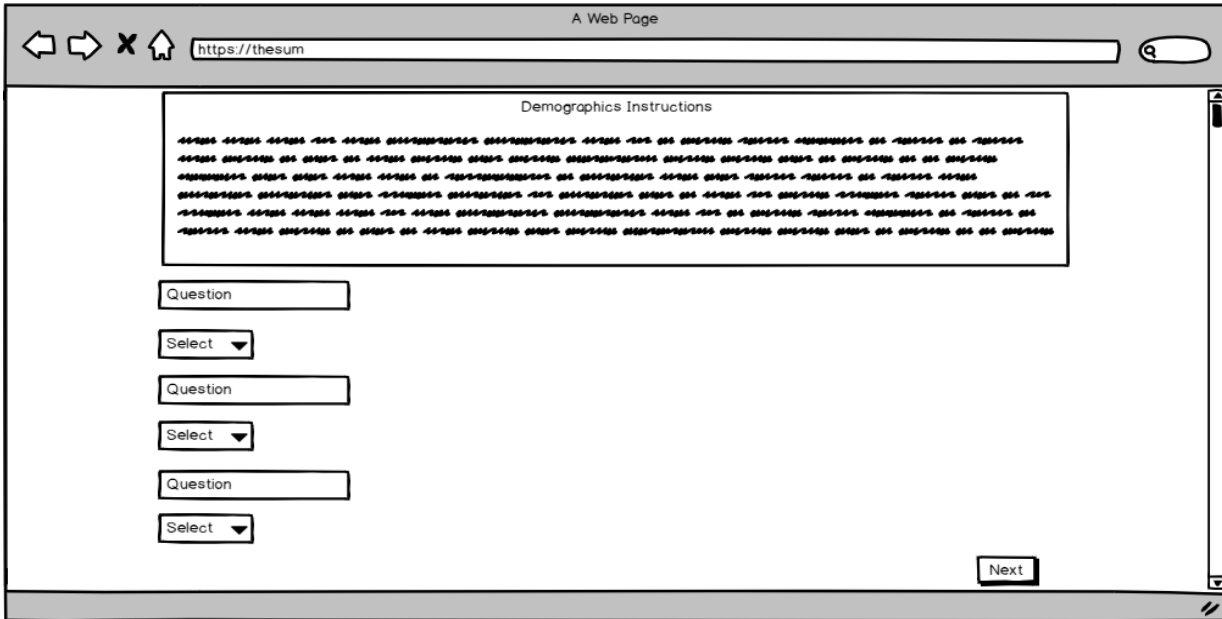 A Web Page
https://thesum
Demographics Instructions
Question
Select
Question
Select
Question
Select
Next